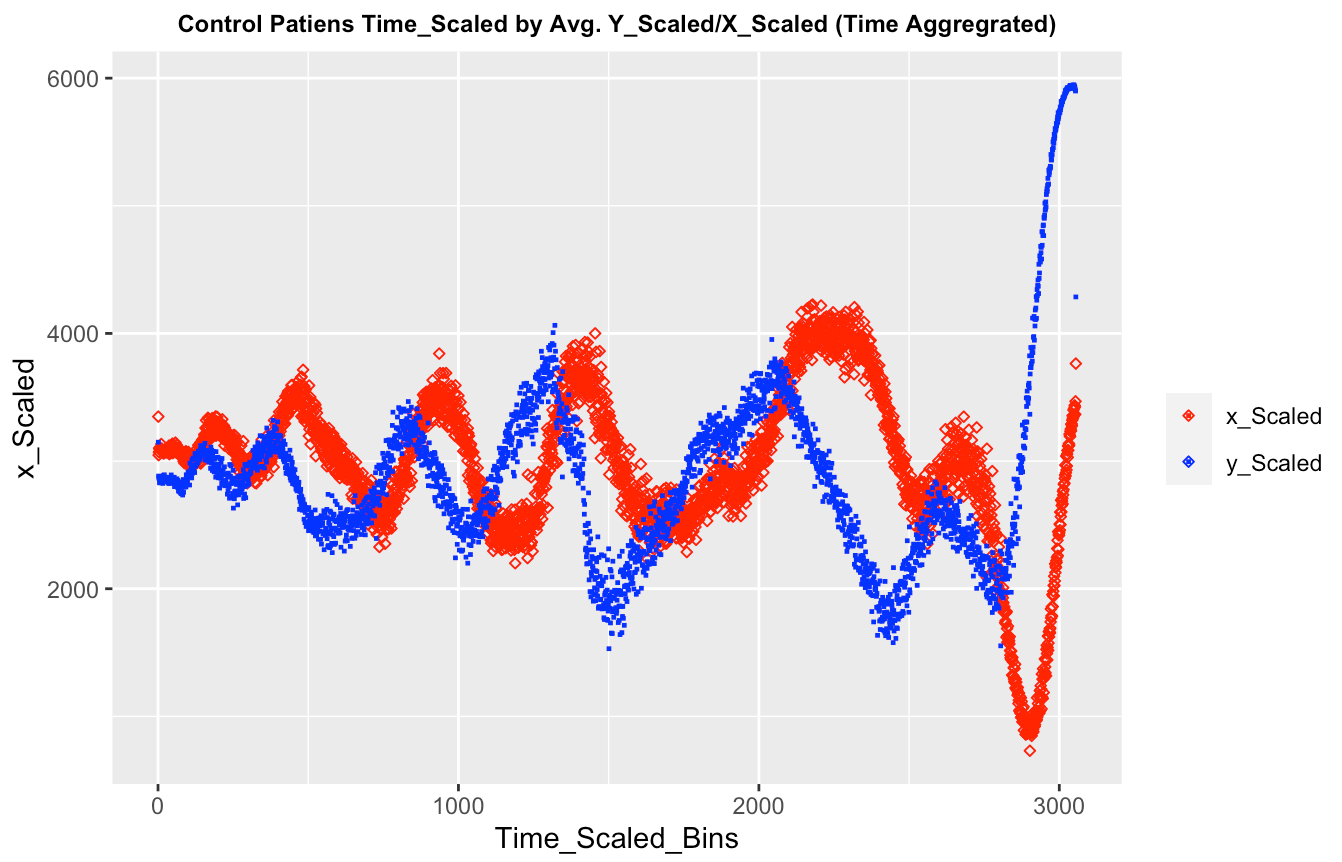 Control Patiens Time_Scaled by Avg. Y_Scaled/X_Scaled (Time Aggregrated)
6000
4000
2000
x_Scaled
0 1000 2000 3000
Time_Scaled_Bins
x_Scaled
y_Scaled